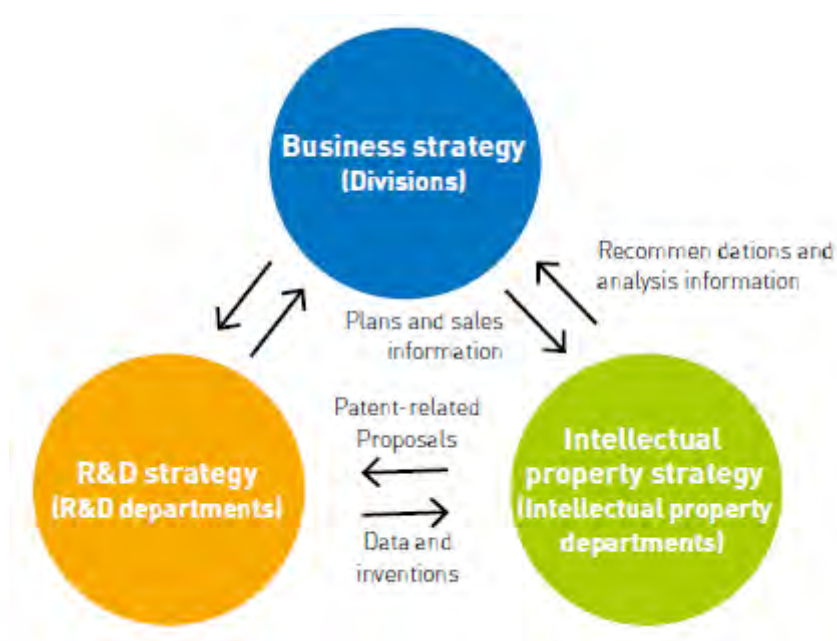 Business strategy
(Divisions)
Recommen dations and
analysis information
Plans and sales
information
Patent-related
Proposals
R&D strategy
(R&D departments)
Intellectual
property strategy
(Intellectual property
departments)
Data and
inventions